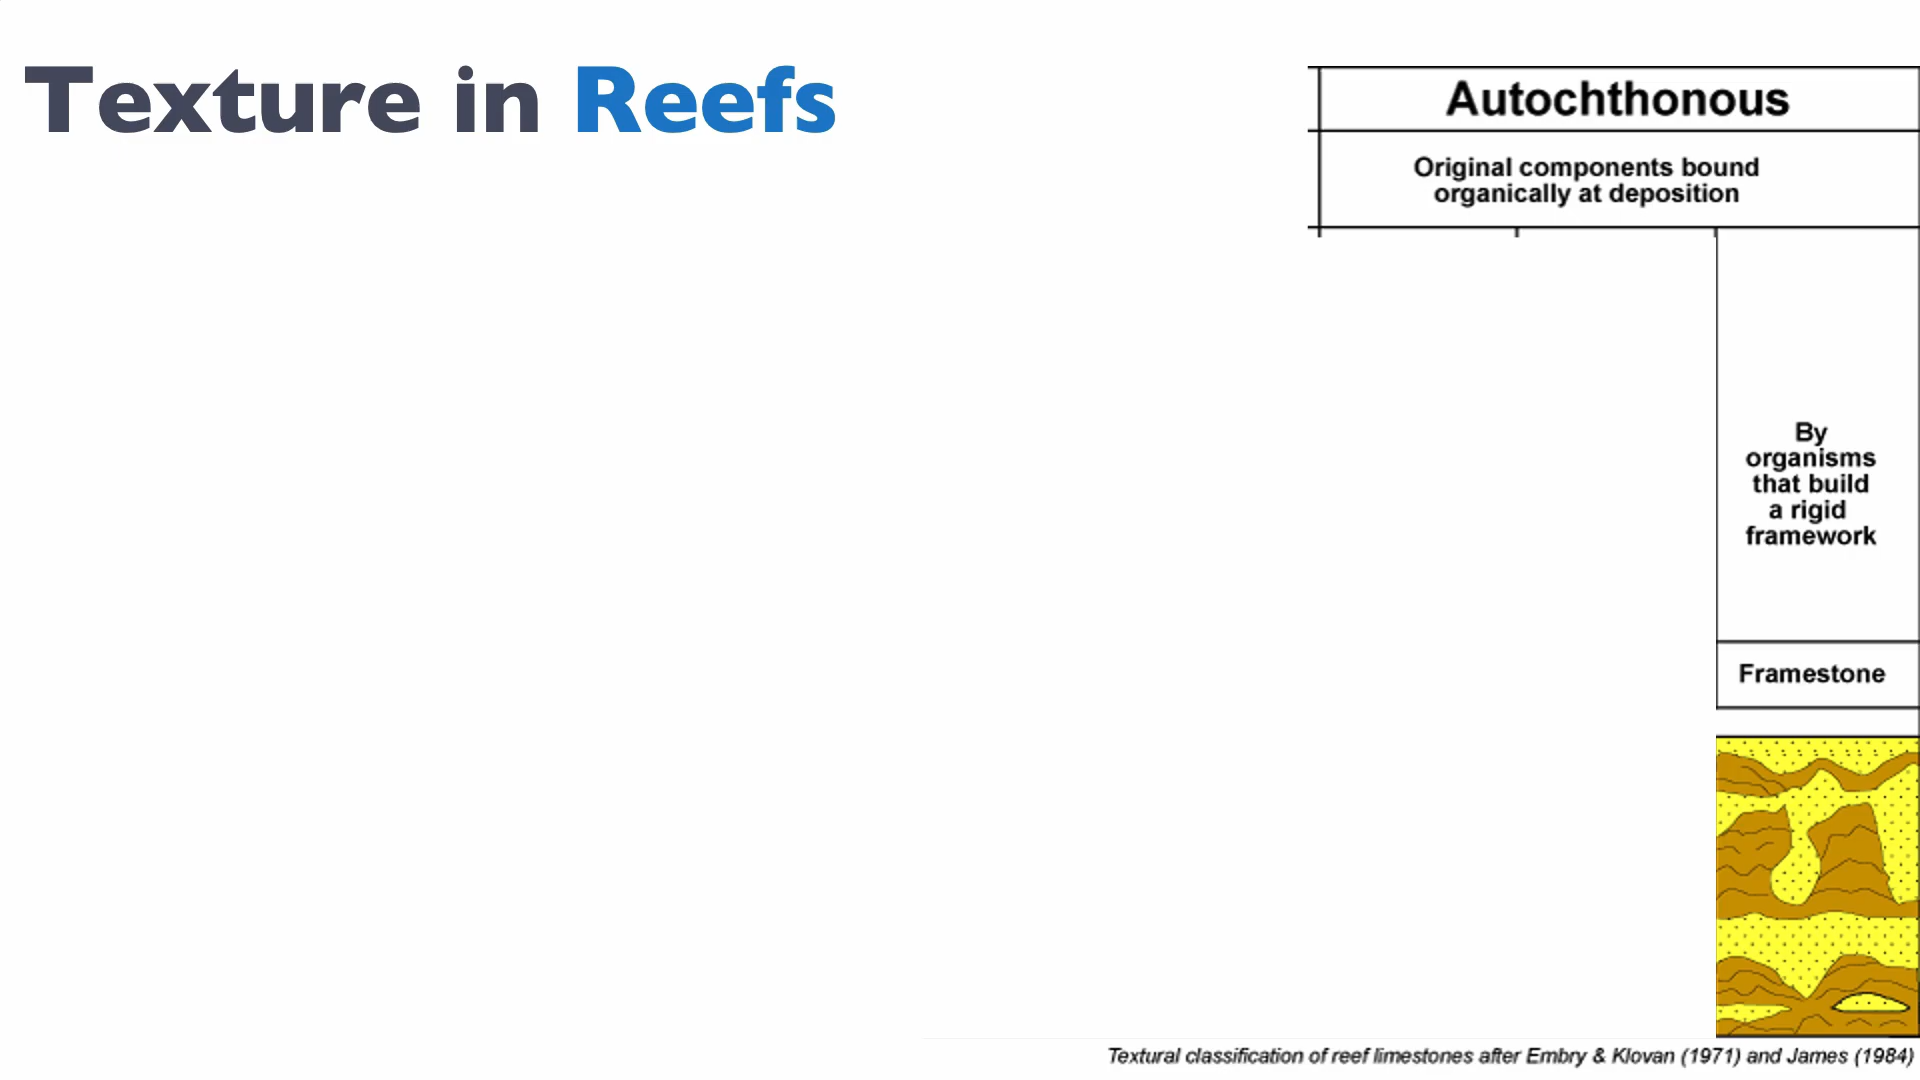 Texture in Reefs
Autochthonous
Original components bound
organically at deposition
By
organisms
that build
a rigid
framework
Framestone
Textural classification of reef limestones after Embry & Klovan (1971) and James (1984)